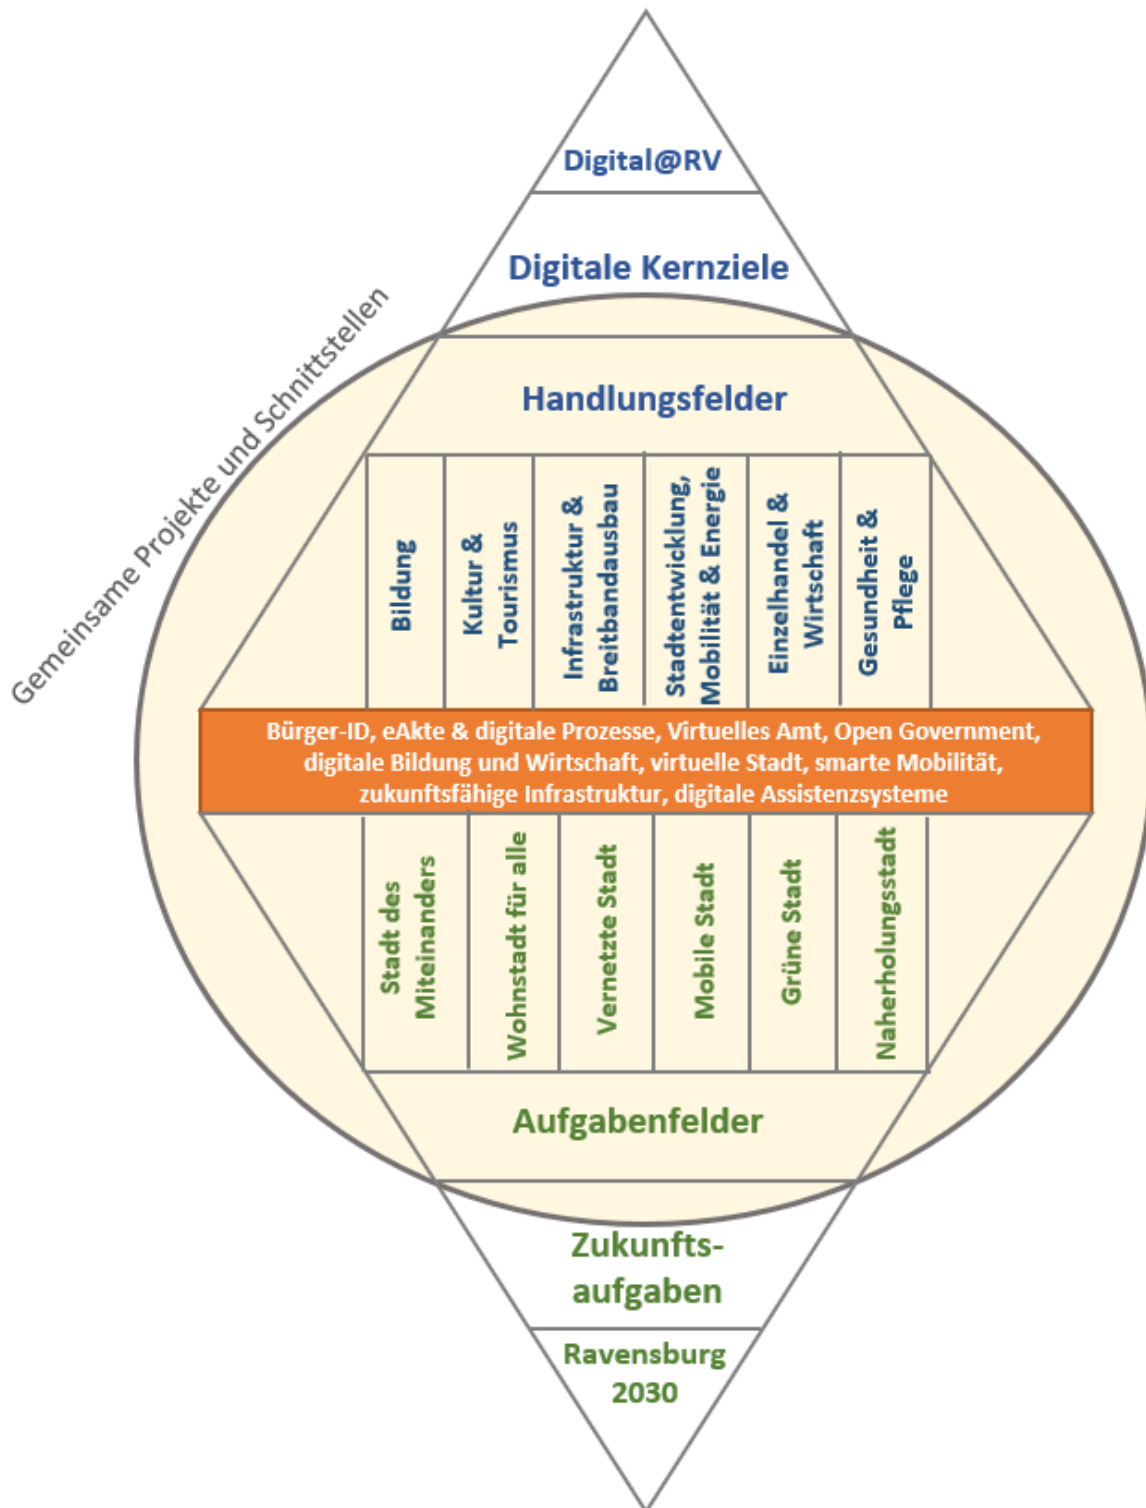 Digital@RV
Digitale Kernziele
Gemeinsame Projekte und Schnittstellen
Handlungsfelder
Bildung
Kultur &
Tourismus
Infrastruktur &
Breitbandausbau
Stadtentwicklung,
Mobilität & Energie
Einzelhandel &
Wirtschaft
Gesundheit &
Pflege
Bürger-ID, eAkte & digitale Prozesse, Virtuelles Amt, Open Government,
digitale Bildung und Wirtschaft, virtuelle Stadt, smarte Mobilität,
zukunftsfähige Infrastruktur, digitale Assistenzsysteme
Stadt des
Miteinanders
Wohnstadt für alle
Vernetzte Stadt
Mobile Stadt
Grüne Stadt
Naherholungsstadt
Aufgabenfelder
Zukunfts-
aufgaben
Ravensburg
2030